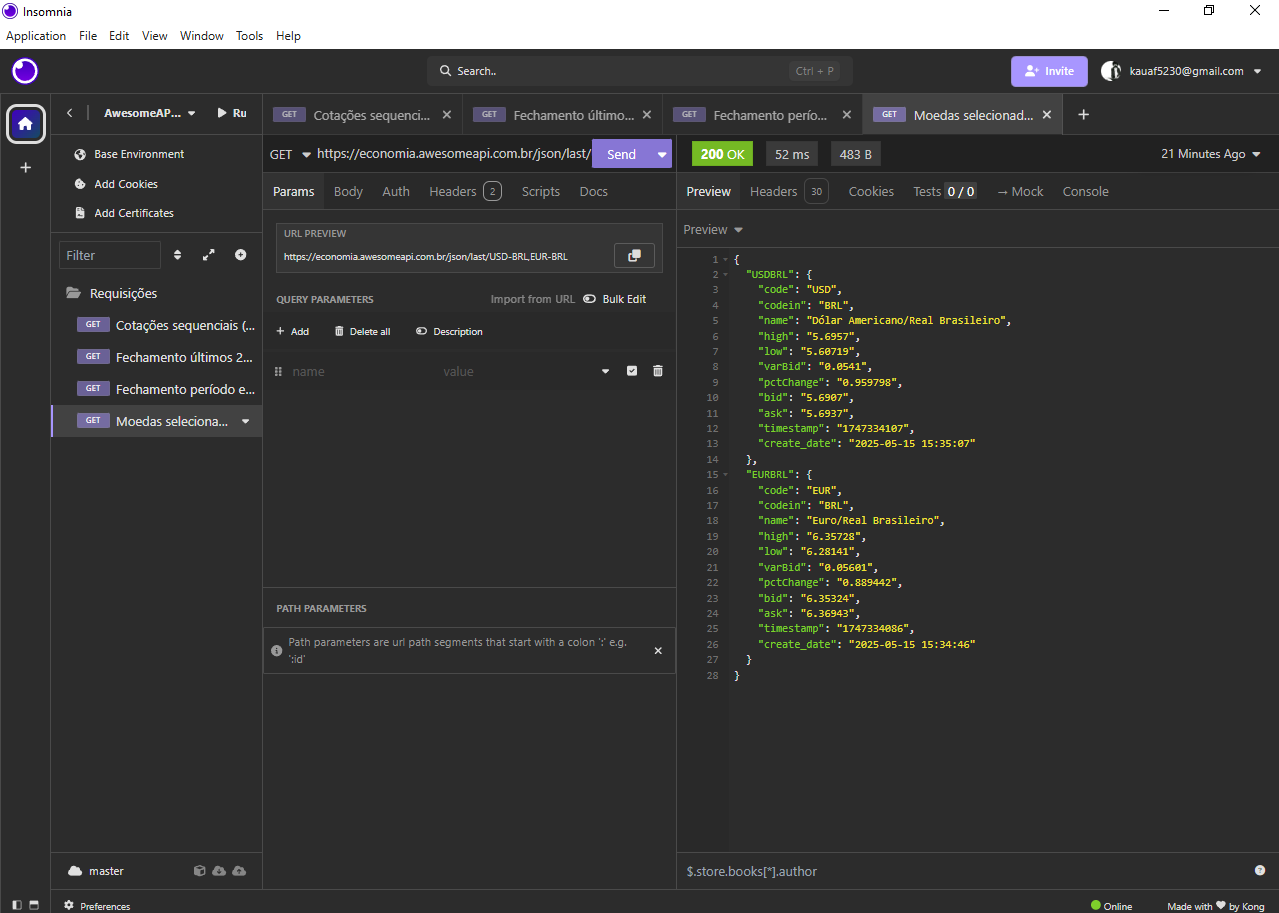 Insomnia
Application File Edit View Window Tools Help
Search.. Ctrl + P
Invite
kauaf5230@gmail.com
AwesomeAP... Ru
GET Cotações sequenci...
GET Fechamento último...
GET Fechamento perío...
GET Moedas selecionad...
Base Environment
Add Cookies
Add Certificates
Filter
Requisições
GET Cotações sequenciais (...
GET Fechamento últimos 2...
GET Fechamento período e...
GET Moedas seleciona...
master
Preferences
GET https://economia.awesomeapi.com.br/json/last/ Send
Params Body Auth Headers 2 Scripts Docs
URL PREVIEW
https://economia.awesomeapi.com.br/json/last/USD-BRL,EUR-BRL
QUERY PARAMETERS Import from URL Bulk Edit
Add Delete all Description
name value
PATH PARAMETERS
Path parameters are url path segments that start with a colon ':' e.g.
':id'
200 OK 52 ms 483 B 21 Minutes Ago
Preview Headers 30 Cookies Tests 0 / 0 → Mock Console
Preview
1 {
2 "USDBRL": {
3 "code": "USD",
4 "codein": "BRL",
5 "name": "Dólar Americano/Real Brasileiro",
6 "high": "5.6957",
7 "low": "5.60719",
8 "varBid": "0.0541",
9 "pctChange": "0.959798",
10 "bid": "5.6907",
11 "ask": "5.6937",
12 "timestamp": "1747334107",
13 "create_date": "2025-05-15 15:35:07"
14 },
15 "EURBRL": {
16 "code": "EUR",
17 "codein": "BRL",
18 "name": "Euro/Real Brasileiro",
19 "high": "6.35728",
20 "low": "6.28141",
21 "varBid": "0.05601",
22 "pctChange": "0.889442",
23 "bid": "6.35324",
24 "ask": "6.36943",
25 "timestamp": "1747334086",
26 "create_date": "2025-05-15 15:34:46"
27 }
28 }
$.store.books[*].author
Online
Made with ❤ by Kong